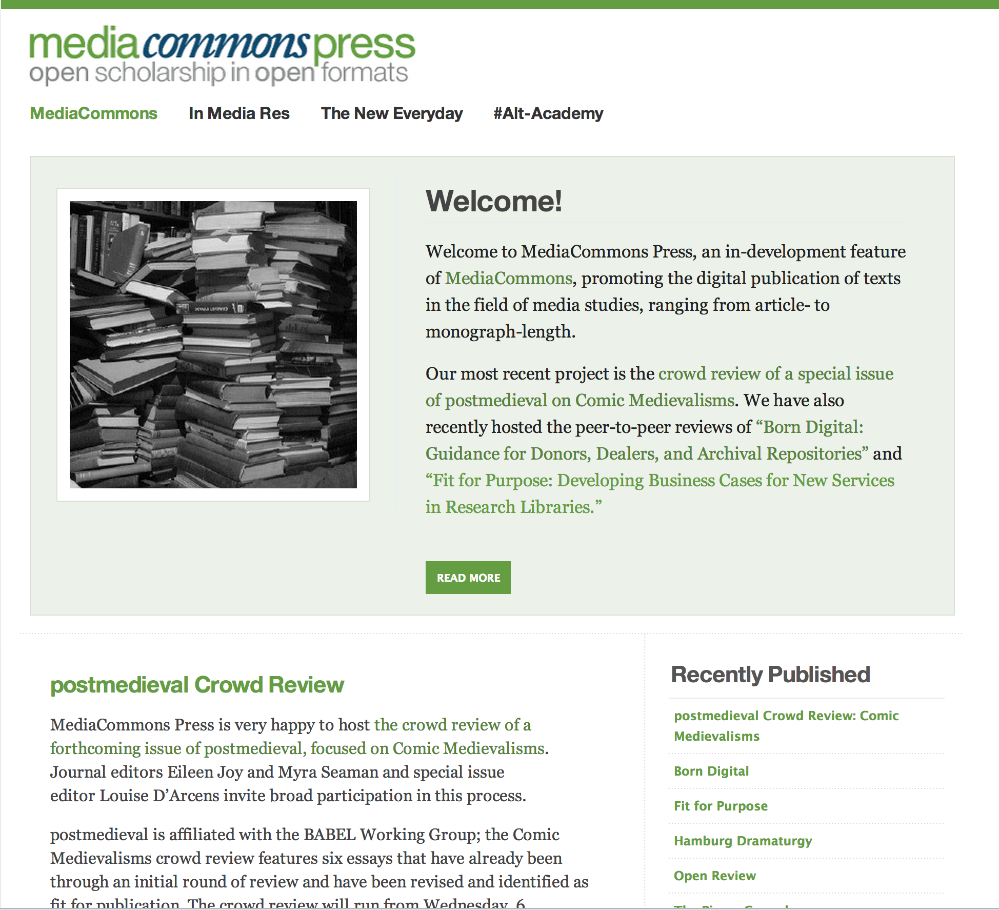 mediacommonspress
open scholarship in open formats
MediaCommons In Media Res The New Everyday #Alt-Academy
Welcome!
Welcome to MediaCommons Press, an in-development feature
of MediaCommons, promoting the digital publication of texts
in the field of media studies, ranging from article- to
monograph-length.
Our most recent project is the crowd review of a special issue
of postmedieval on Comic Medievalisms. We have also
recently hosted the peer-to-peer reviews of “Born Digital:
Guidance for Donors, Dealers, and Archival Repositories” and
“Fit for Purpose: Developing Business Cases for New Services
in Research Libraries.”
READ MORE
postmedieval Crowd Review
MediaCommons Press is very happy to host the crowd review of a
forthcoming issue of postmedieval, focused on Comic Medievalisms.
Journal editors Eileen Joy and Myra Seaman and special issue
editor Louise D’Arcens invite broad participation in this process.
postmedieval is affiliated with the BABEL Working Group; the Comic
Medievalisms crowd review features six essays that have already been
through an initial round of review and have been revised and identified as
fit for publication. The crowd review will run from Wednesday, 6
Recently Published
postmedieval Crowd Review: Comic
Medievalisms
Born Digital
Fit for Purpose
Hamburg Dramaturgy
Open Review